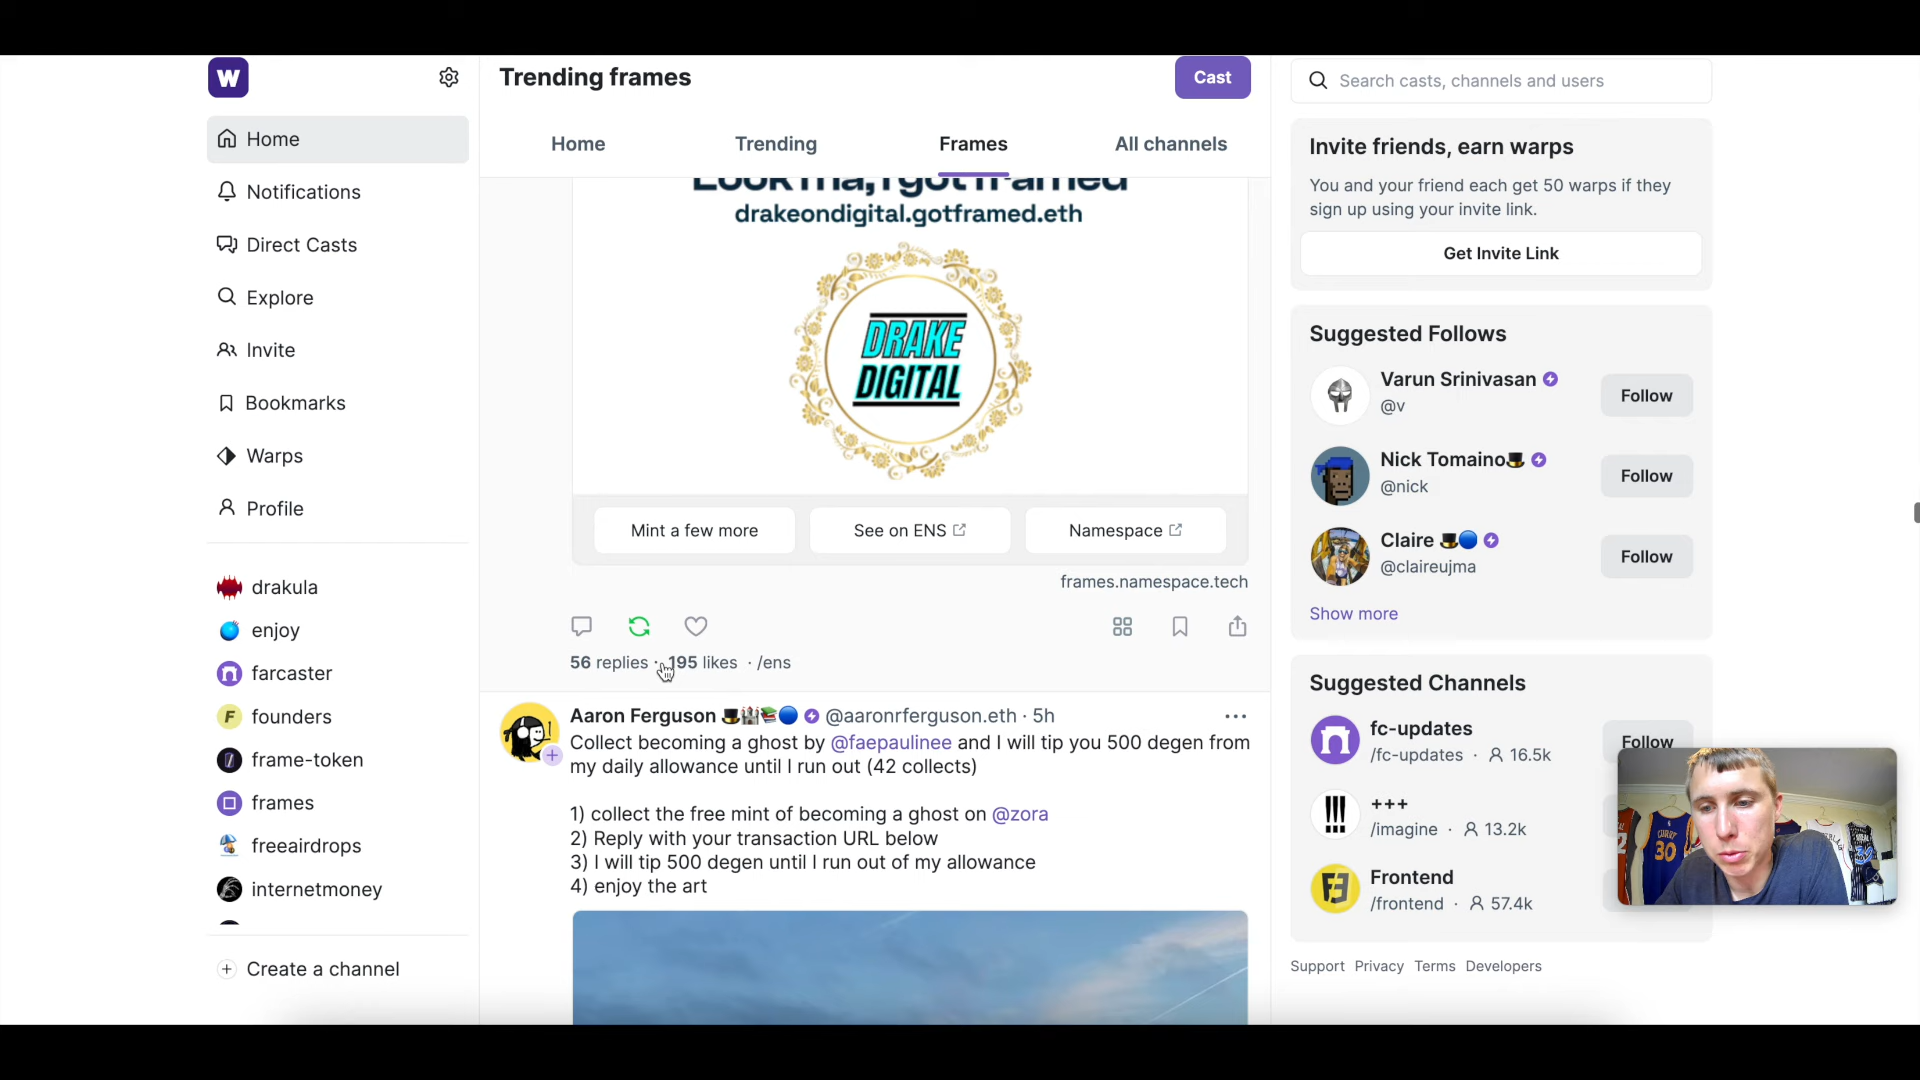 W
Trending frames
Cast
Search casts, channels and users
Home
Notifications
Direct Casts
Explore
Invite
Bookmarks
Warps
Profile
drakula
enjoy
farcaster
founders
frame-token
frames
freeairdrops
internetmoney
Create a channel
Home
Trending
Frames
All channels
Look ma, I got framed
drakeondigital.gotframed.eth
DRAKE
DIGITAL
Mint a few more
See on ENS
Namespace
frames.namespace.tech
56 replies · 195 likes · /ens
Aaron Ferguson @aaronrferguson.eth · 5h
Collect becoming a ghost by @faepaulinee and I will tip you 500 degen from
my daily allowance until I run out (42 collects)
1) collect the free mint of becoming a ghost on @zora
2) Reply with your transaction URL below
3) I will tip 500 degen until I run out of my allowance
4) enjoy the art
Invite friends, earn warps
You and your friend each get 50 warps if they
sign up using your invite link.
Get Invite Link
Suggested Follows
Varun Srinivasan
@v
Follow
Nick Tomaino
@nick
Follow
Claire
@claireujma
Follow
Show more
Suggested Channels
fc-updates
/fc-updates · 16.5k
Follow
+++
/imagine · 13.2k
Frontend
/frontend · 57.4k
Support Privacy Terms Developers
CURRY
30